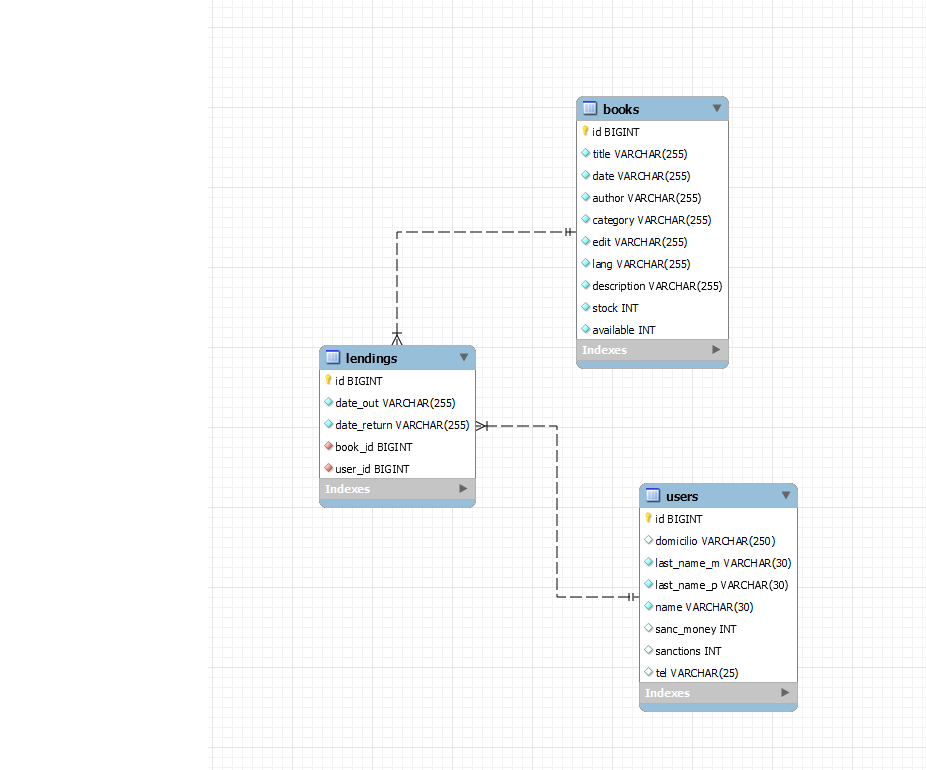 books
id BIGINT
title VARCHAR(255)
date VARCHAR(255)
author VARCHAR(255)
category VARCHAR(255)
edit VARCHAR(255)
lang VARCHAR(255)
description VARCHAR(255)
stock INT
available INT
Indexes
lendings
id BIGINT
date_out VARCHAR(255)
date_return VARCHAR(255)
book_id BIGINT
user_id BIGINT
Indexes
users
id BIGINT
domicilio VARCHAR(250)
last_name_m VARCHAR(30)
last_name_p VARCHAR(30)
name VARCHAR(30)
sanc_money INT
sanctions INT
tel VARCHAR(25)
Indexes